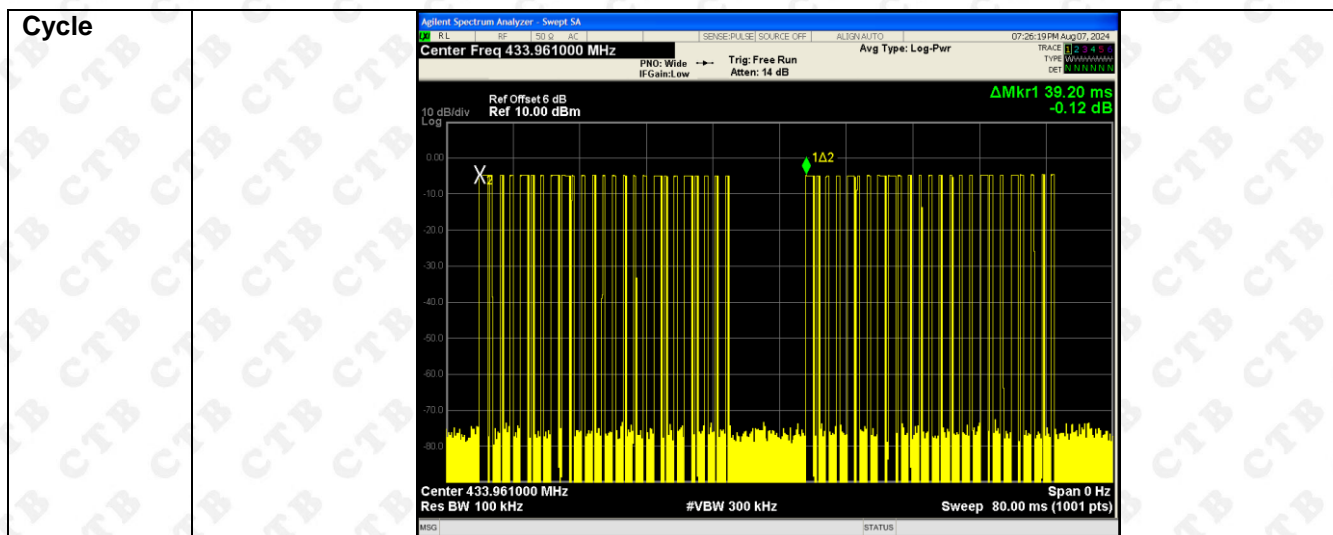 Cycle
Agilent Spectrum Analyzer - Swept SA
LXI RL RF 50 Ω AC SENSE:PULSE SOURCE OFF ALIGNAUTO 07:26:19 PM Aug 07, 2024
Center Freq 433.961000 MHz
Avg Type: Log-Pwr
TRACE 1 2 3 4 5 6
TYPE W
DET N N N N N N
PNO: Wide
IFGain:Low
Trig: Free Run
Atten: 14 dB
ΔMkr1 39.20 ms
-0.12 dB
Ref Offset 6 dB
10 dB/div Ref 10.00 dBm
Log
0.00
1Δ2
X2
-10.0
-20.0
-30.0
-40.0
-50.0
-60.0
-70.0
-80.0
Center 433.961000 MHz Span 0 Hz
Res BW 100 kHz #VBW 300 kHz Sweep 80.00 ms (1001 pts)
MSG STATUS
CTB